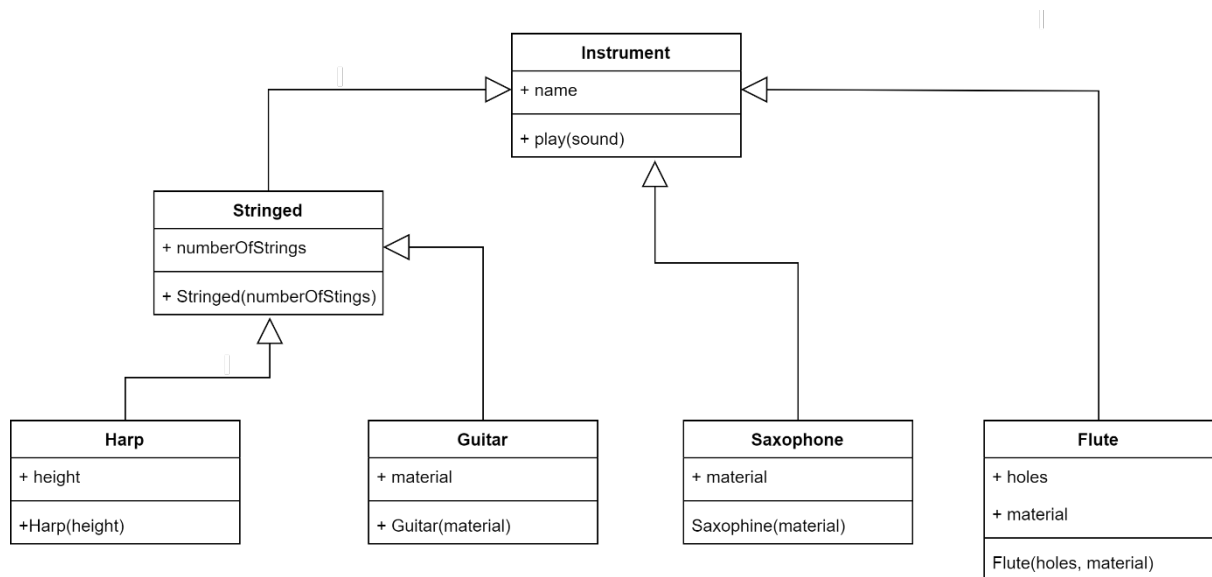 Instrument
+ name
+ play(sound)
Stringed
+ numberOfStrings
+ Stringed(numberOfStings)
Harp
+ height
+Harp(height)
Guitar
+ material
+ Guitar(material)
Saxophone
+ material
Saxophine(material)
Flute
+ holes
+ material
Flute(holes, material)